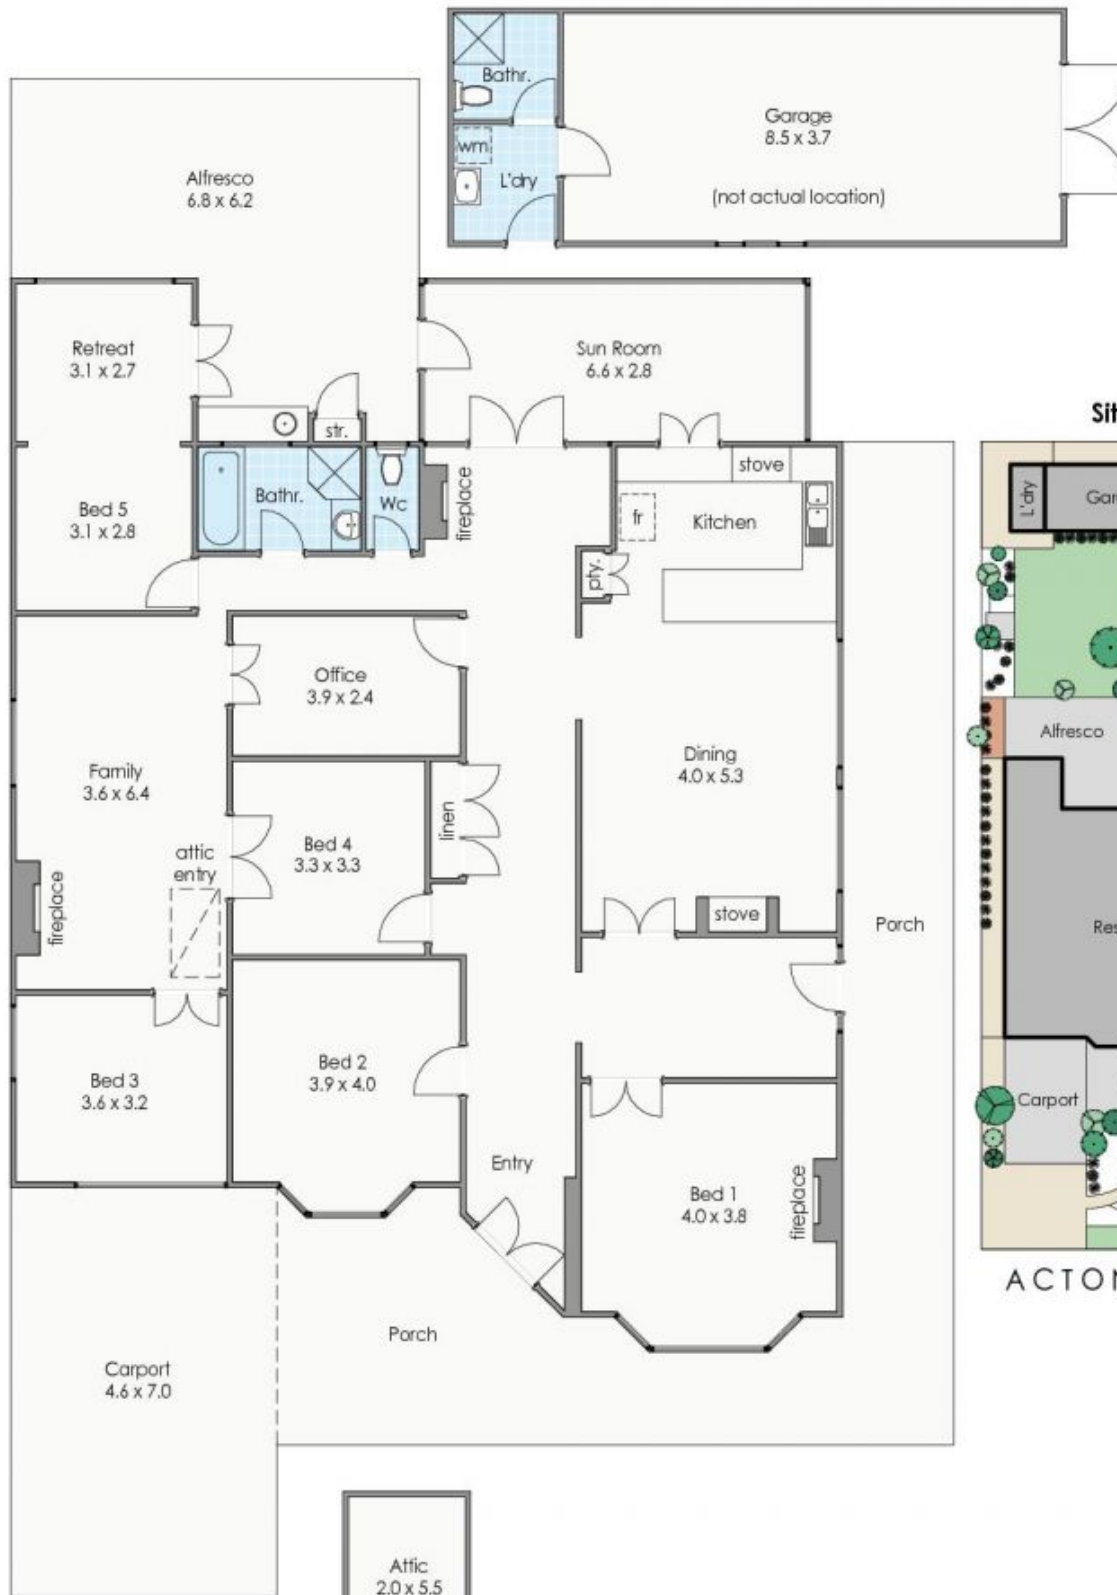 Bathr.
wm
L'dry
Garage
8.5 x 3.7
(not actual location)
Alfresco
6.8 x 6.2
Retreat
3.1 x 2.7
str.
Sun Room
6.6 x 2.8
Bed 5
3.1 x 2.8
Bathr.
Wc
fireplace
stove
fr
Kitchen
pty.
Office
3.9 x 2.4
Family
3.6 x 6.4
attic
entry
fireplace
Bed 4
3.3 x 3.3
linen
Dining
4.0 x 5.3
stove
Porch
Bed 3
3.6 x 3.2
Bed 2
3.9 x 4.0
Entry
Bed 1
4.0 x 3.8
fireplace
Porch
Carport
4.6 x 7.0
Attic
2.0 x 5.5
Sit
L'dry
Gar
Alfresco
Res
Carport
ACTON